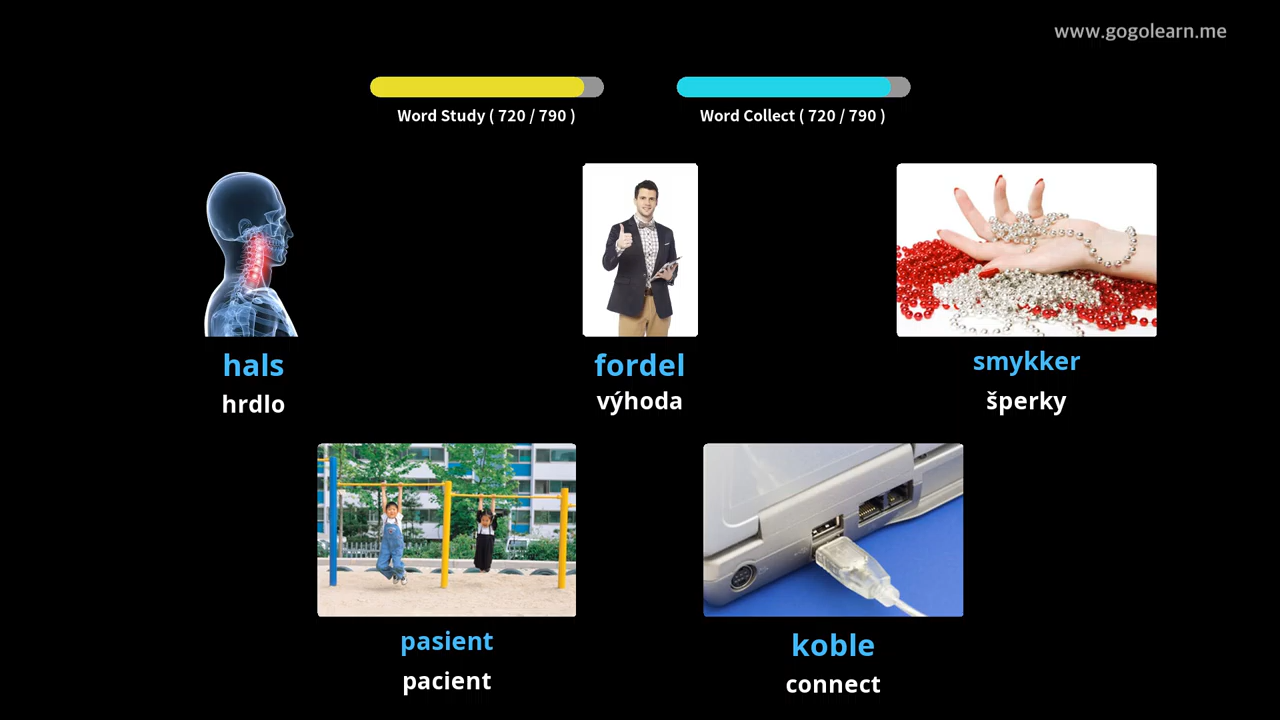 www.gogolearn.me
Word Study ( 720 / 790 )
Word Collect ( 720 / 790 )
hals
hrdlo
fordel
výhoda
smykker
šperky
pasient
pacient
koble
connect